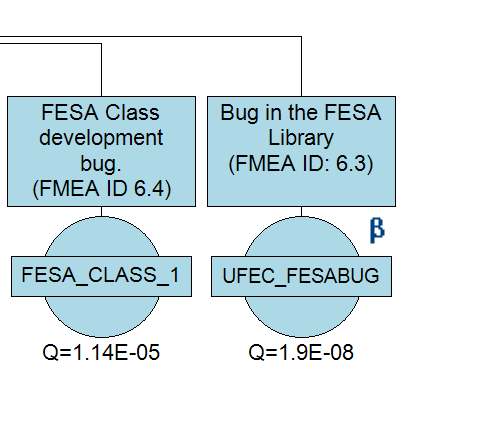 FESA Class
development
bug.
(FMEA ID 6.4)
Bug in the FESA
Library
(FMEA ID: 6.3)
β
FESA_CLASS_1
UFEC_FESABUG
Q=1.14E-05
Q=1.9E-08